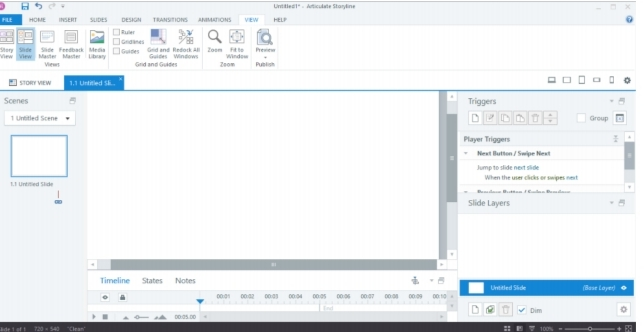 Untitled1* - Articulate Storyline
FILE HOME INSERT SLIDES DESIGN TRANSITIONS ANIMATIONS VIEW HELP
Story View
Slide View
Slide Master
Feedback Master
Views
Media Library
Ruler
Gridlines
Guides
Grid and Guides
Redock All Windows
Grid and Guides
Zoom
Fit to Window
Zoom
Preview
Publish
STORY VIEW
1.1 Untitled Sli...
Scenes
1 Untitled Scene
1.1 Untitled Slide
Triggers
Group
Player Triggers
Next Button / Swipe Next
Jump to slide next slide
When the user clicks or swipes next
Previous Button / Swipe Previous
Slide Layers
Untitled Slide (Base Layer)
Dim
Timeline States Notes
00:01 00:02 00:03 00:04 00:05 00:06 00:07 00:08 00:09 00:10
End
00:05.00
Slide 1 of 1 720 × 540 "Clean"
100%